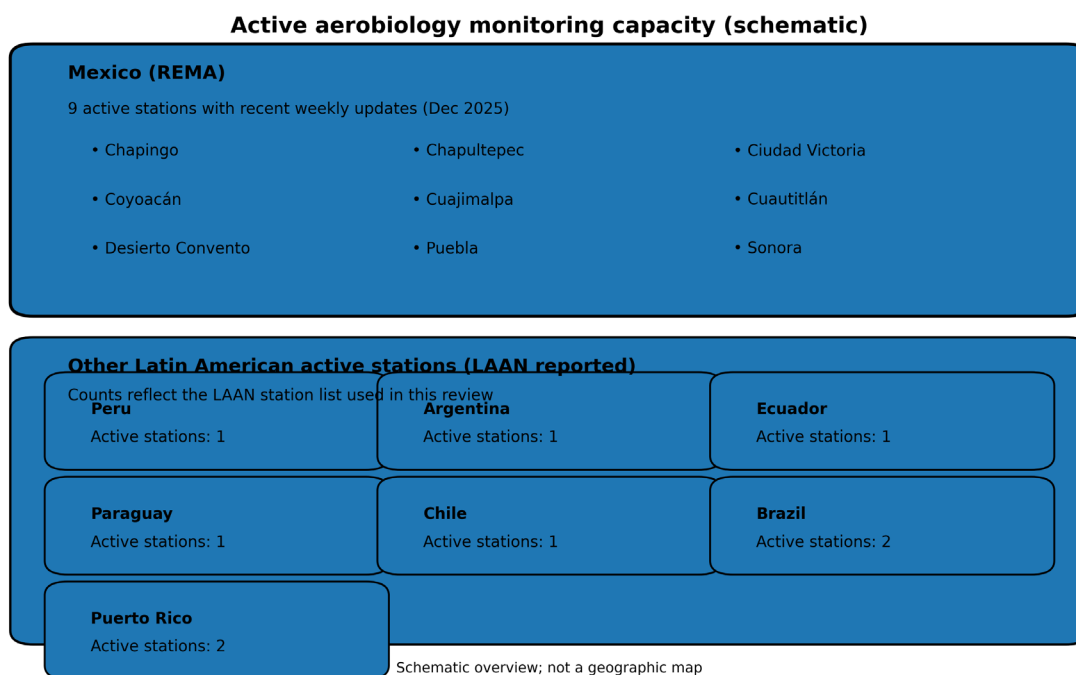 Active aerobiology monitoring capacity (schematic)
Mexico (REMA)
9 active stations with recent weekly updates (Dec 2025)
• Chapingo
• Chapultepec
• Ciudad Victoria
• Coyoacán
• Cuajimalpa
• Cuautitlán
• Desierto Convento
• Puebla
• Sonora
Other Latin American active stations (LAAN reported)
Counts reflect the LAAN station list used in this review
Peru
Active stations: 1
Argentina
Active stations: 1
Ecuador
Active stations: 1
Paraguay
Active stations: 1
Chile
Active stations: 1
Brazil
Active stations: 2
Puerto Rico
Active stations: 2
Schematic overview; not a geographic map